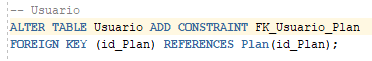 -- Usuario
ALTER TABLE Usuario ADD CONSTRAINT FK_Usuario_Plan
FOREIGN KEY (id_Plan) REFERENCES Plan(id_Plan);